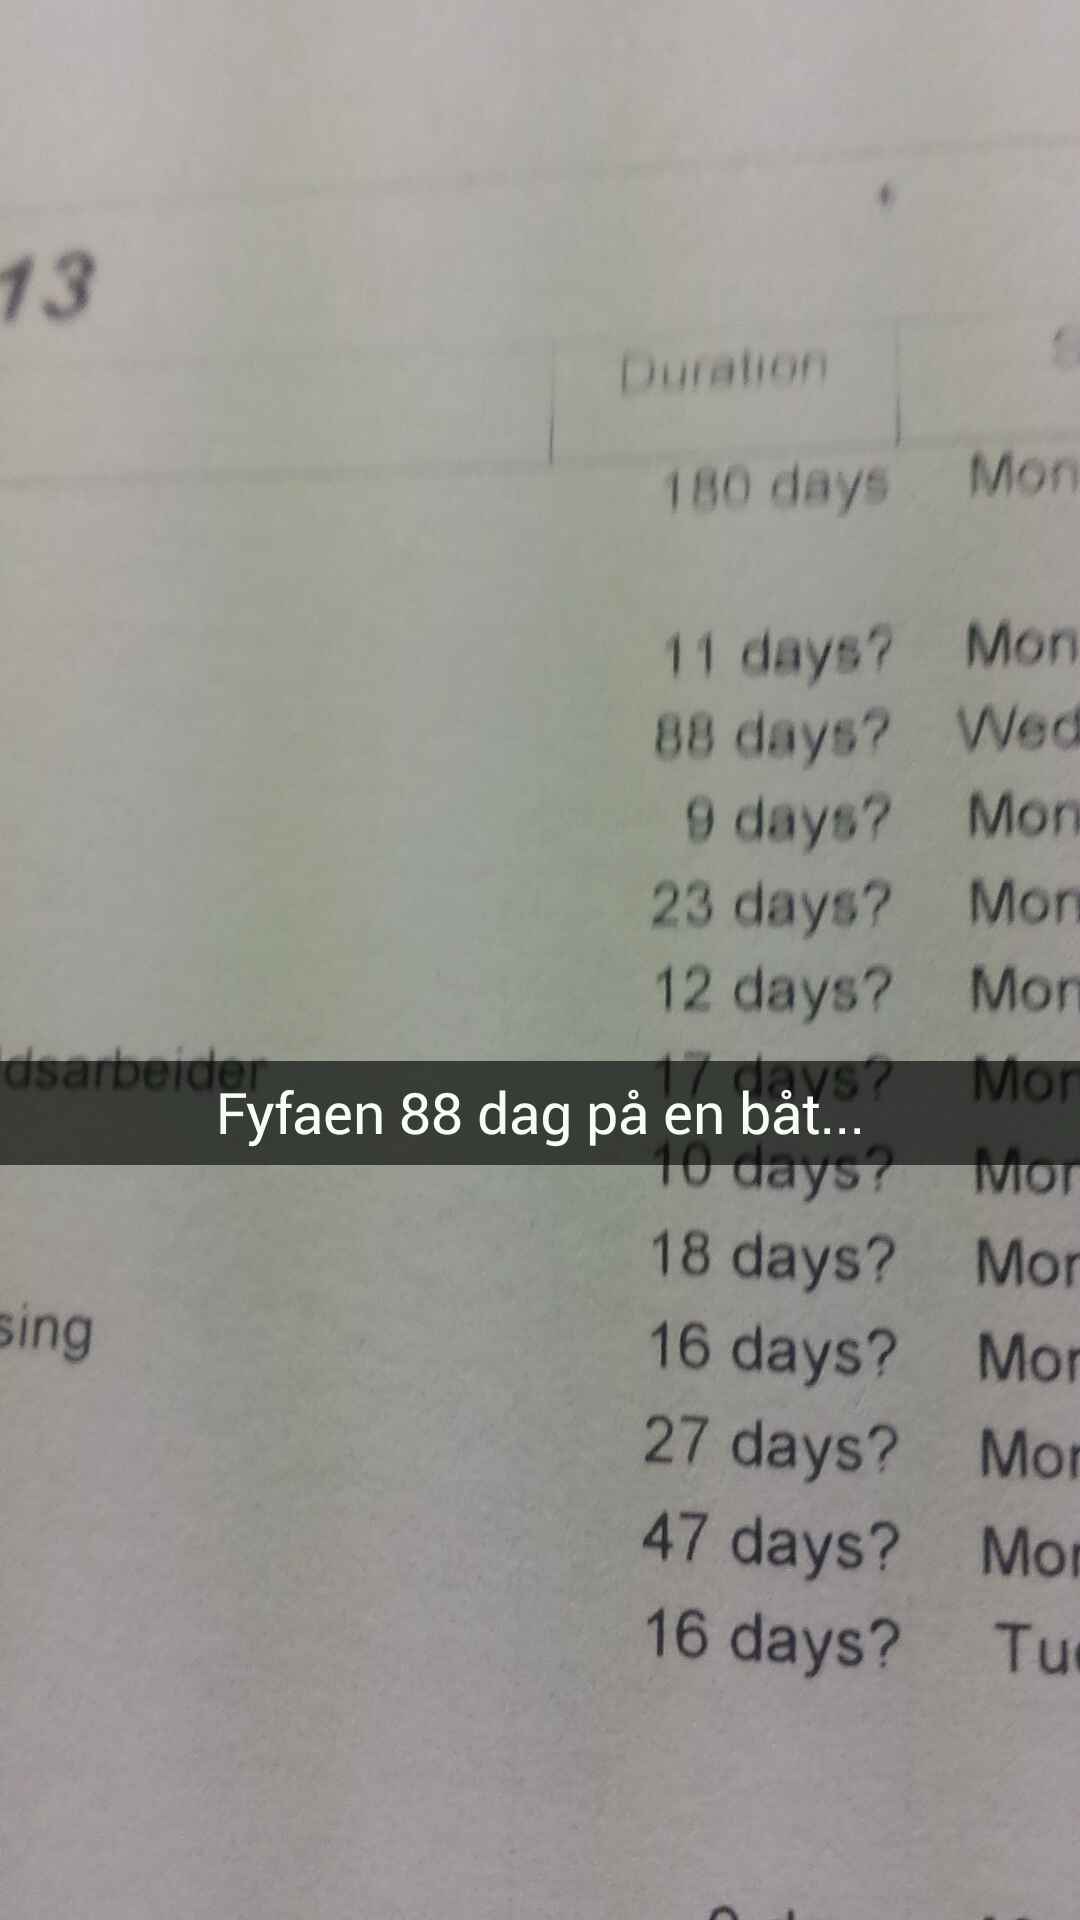 13
Duration
180 days Mon
11 days? Mon
88 days? Wed
9 days? Mon
23 days? Mon
12 days? Mon
dsarbeider 17 days? Mon
Fyfaen 88 dag på en båt...
10 days? Mon
18 days? Mon
sing
16 days? Mon
27 days? Mon
47 days? Mon
16 days? Tue